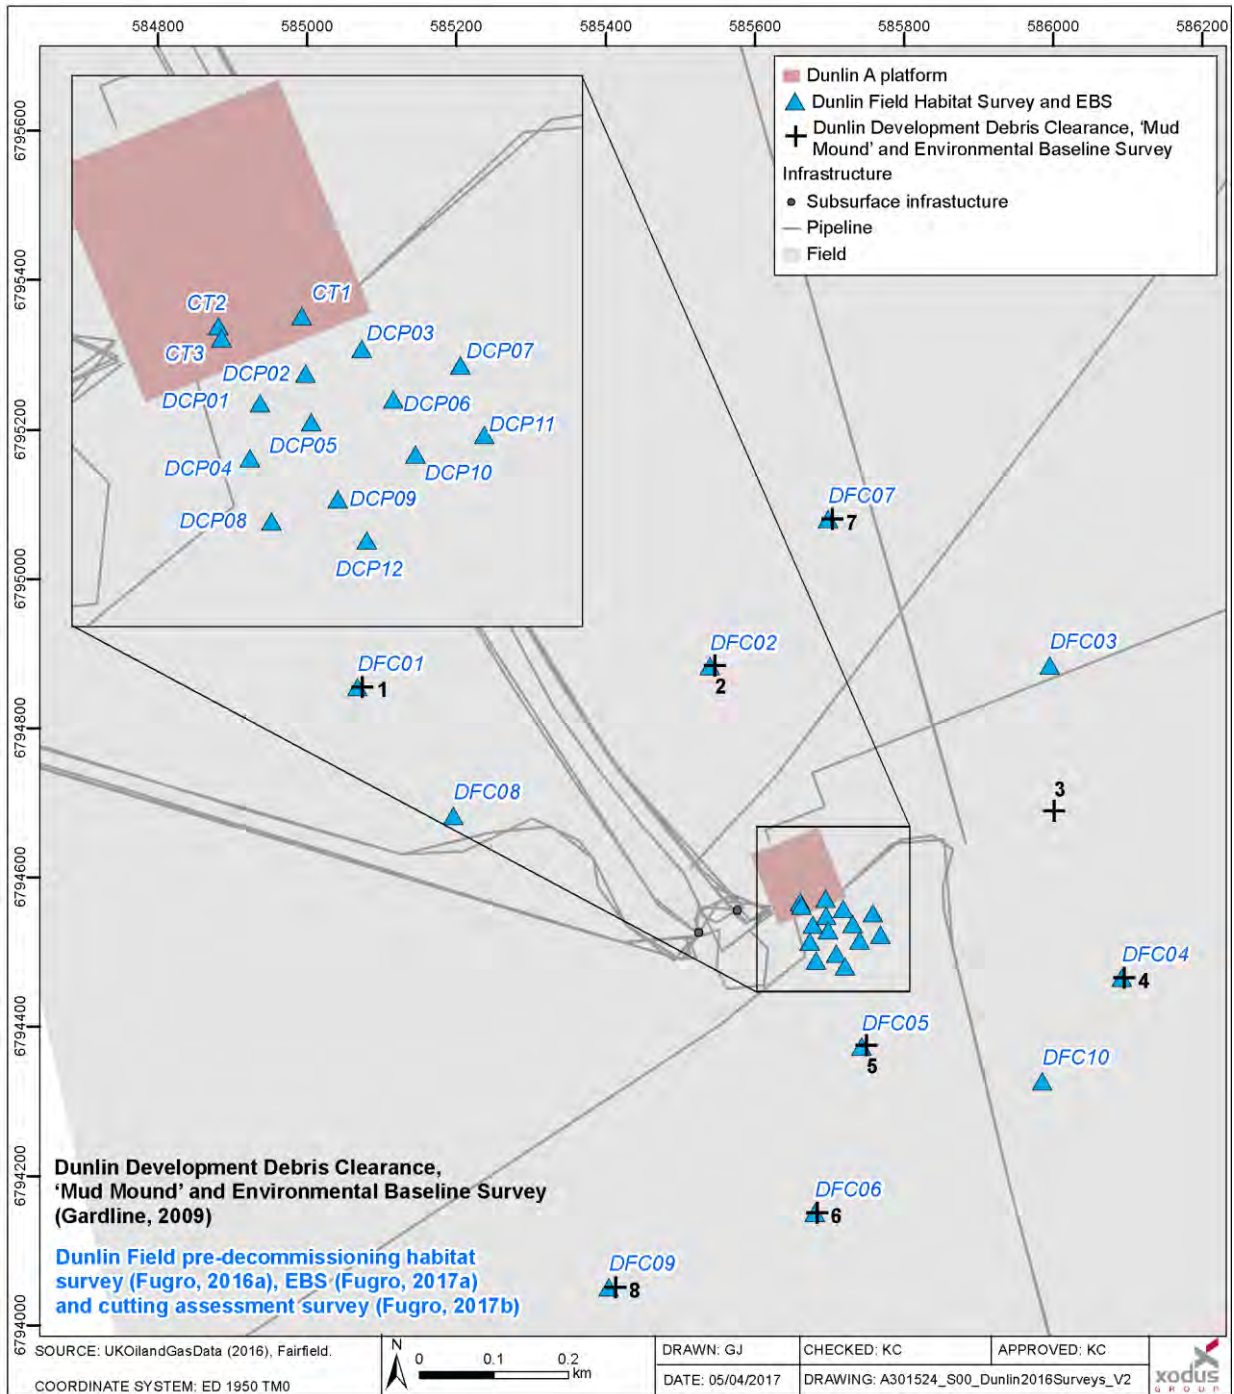 584800 585000 585200 585400 585600 585800 586000 586200
6795600
6795400
6795200
6795000
6794800
6794600
6794400
6794200
6794000
Dunlin A platform
Dunlin Field Habitat Survey and EBS
Dunlin Development Debris Clearance, 'Mud
Mound' and Environmental Baseline Survey
Infrastructure
Subsurface infrastucture
Pipeline
Field
CT2
CT1
CT3
DCP03
DCP07
DCP02
DCP01
DCP06
DCP11
DCP05
DCP04
DCP10
DCP09
DCP08
DCP12
DFC07
7
DFC02
2
DFC03
DFC01
1
DFC08
3
DFC04
4
DFC05
5
DFC10
DFC06
6
DFC09
8
Dunlin Development Debris Clearance,
'Mud Mound' and Environmental Baseline Survey
(Gardline, 2009)
Dunlin Field pre-decommissioning habitat
survey (Fugro, 2016a), EBS (Fugro, 2017a)
and cutting assessment survey (Fugro, 2017b)
SOURCE: UKOilandGasData (2016), Fairfield.
COORDINATE SYSTEM: ED 1950 TM0
N
0 0.1 0.2
km
DRAWN: GJ
CHECKED: KC
APPROVED: KC
DATE: 05/04/2017
DRAWING: A301524_S00_Dunlin2016Surveys_V2
xodus
GROUP